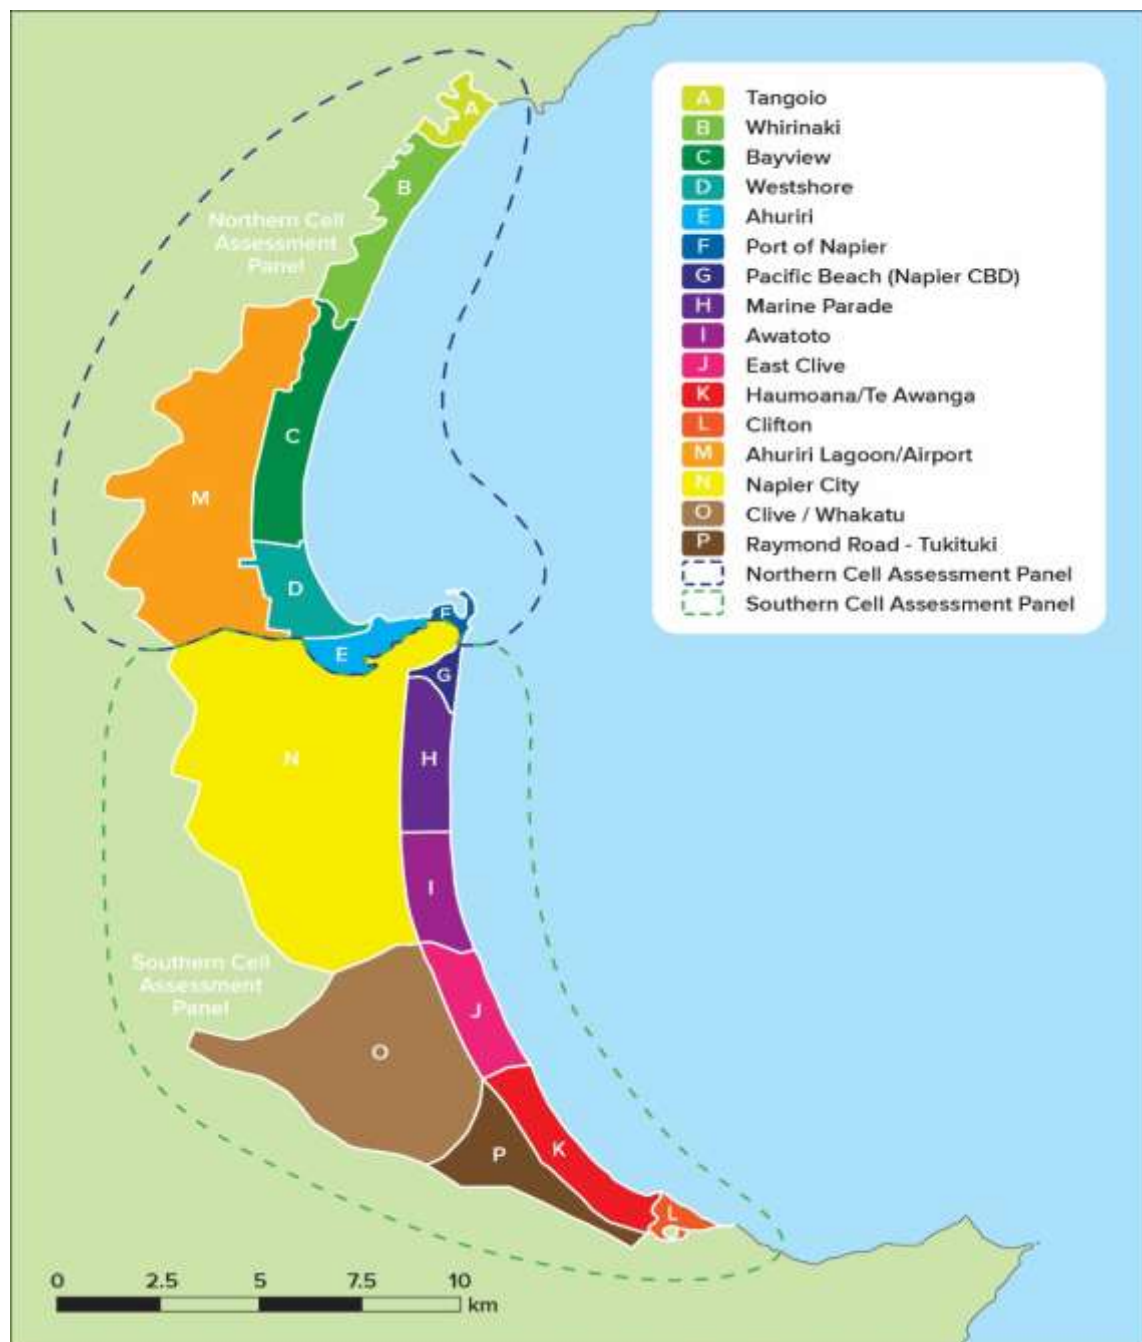 A Tangoio
B Whirinaki
C Bayview
D Westshore
E Ahuriri
F Port of Napier
G Pacific Beach (Napier CBD)
H Marine Parade
I Awatoto
J East Clive
K Haumoana/Te Awanga
L Clifton
M Ahuriri Lagoon/Airport
N Napier City
O Clive / Whakatu
P Raymond Road - Tukituki
Northern Cell Assessment Panel
Southern Cell Assessment Panel
A
B
Northern Cell
Assessment
Panel
C
M
D
F
E
G
N
H
I
Southern Cell
Assessment
Panel
J
O
K
P
L
0 2.5 5 7.5 10
km